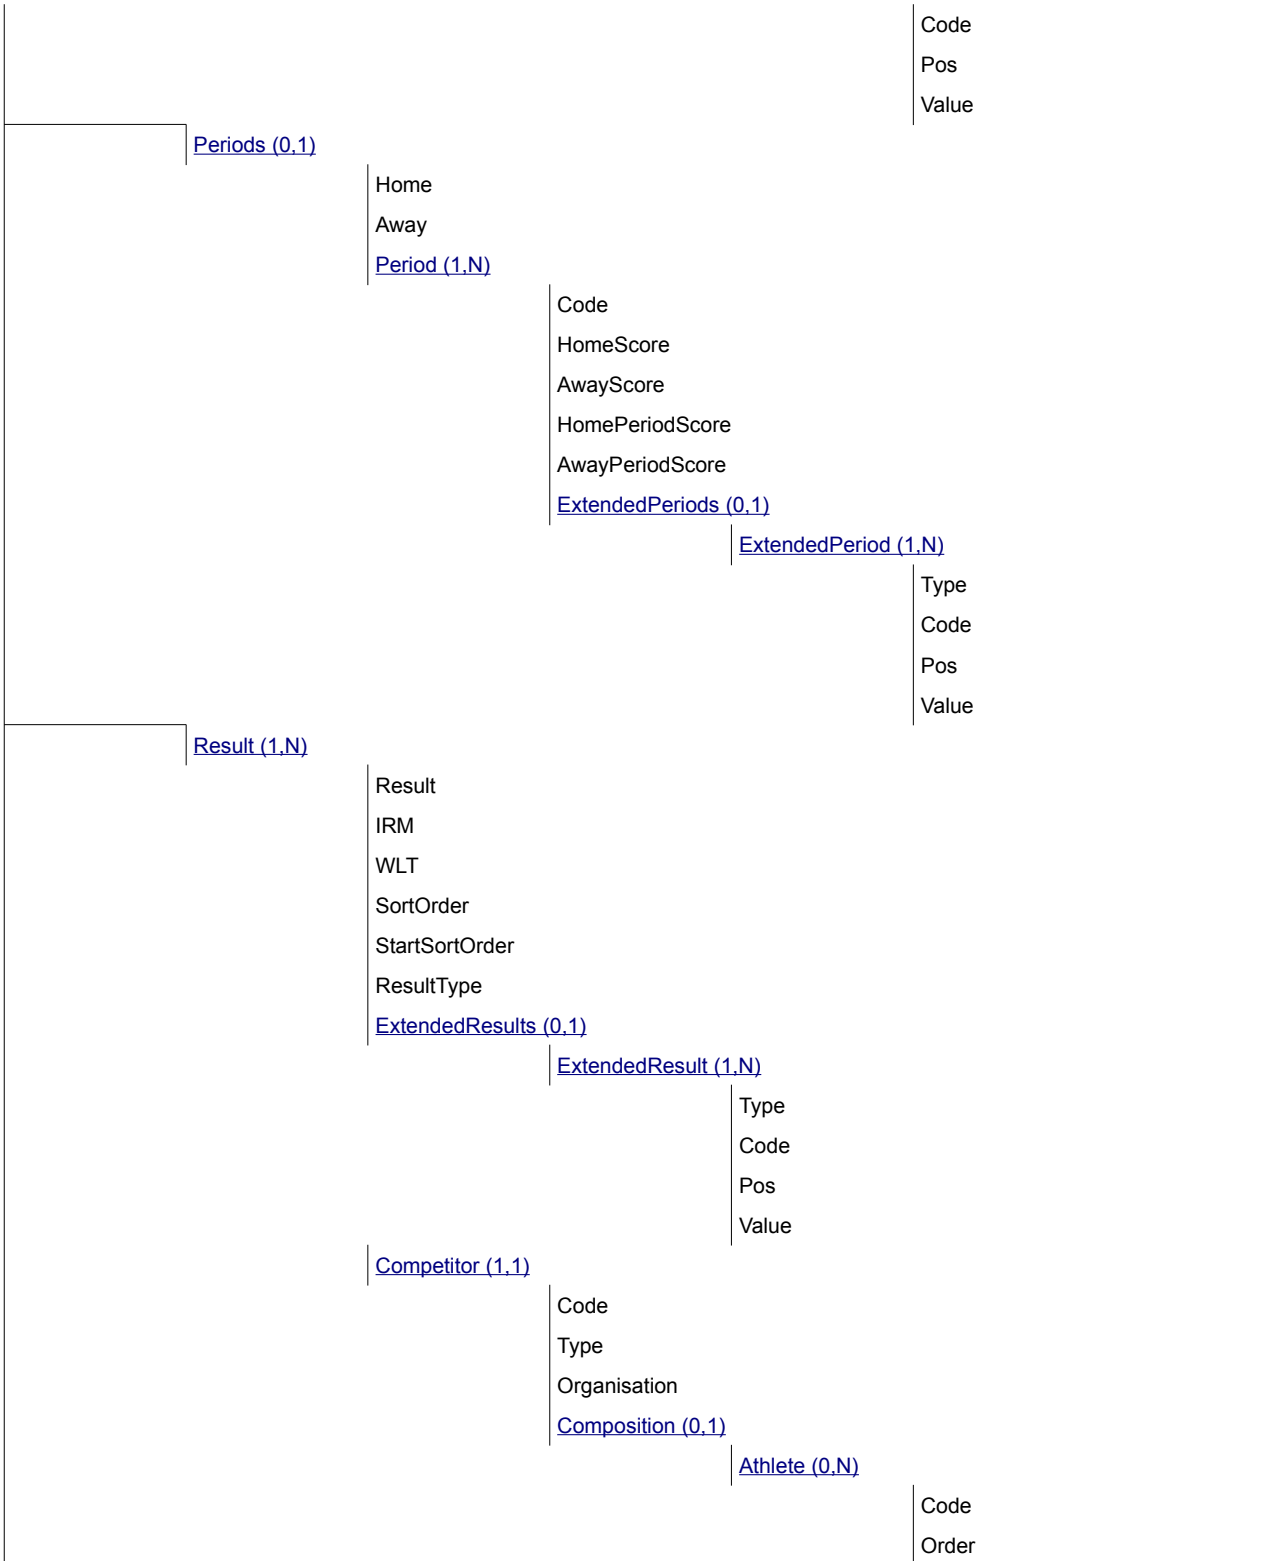 Code
Pos
Value
Periods (0,1)
Home
Away
Period (1,N)
Code
HomeScore
AwayScore
HomePeriodScore
AwayPeriodScore
ExtendedPeriods (0,1)
ExtendedPeriod (1,N)
Type
Code
Pos
Value
Result (1,N)
Result
IRM
WLT
SortOrder
StartSortOrder
ResultType
ExtendedResults (0,1)
ExtendedResult (1,N)
Type
Code
Pos
Value
Competitor (1,1)
Code
Type
Organisation
Composition (0,1)
Athlete (0,N)
Code
Order